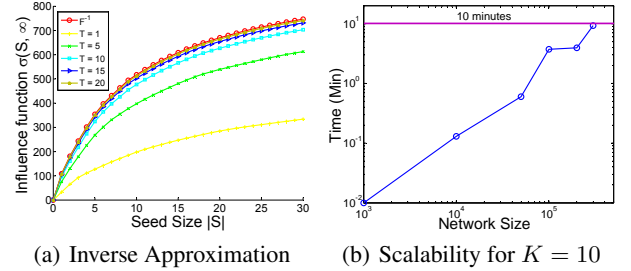 Influence function σ(S, ∞)
800
700
600
500
400
300
200
100
0
F⁻¹
T = 1
T = 5
T = 10
T = 15
T = 20
0 5 10 15 20 25 30
Seed Size |S|
(a) Inverse Approximation
10 minutes
Time (Min)
10¹
10⁰
10⁻¹
10⁻²
10³ 10⁴ 10⁵
Network Size
(b) Scalability for K = 10